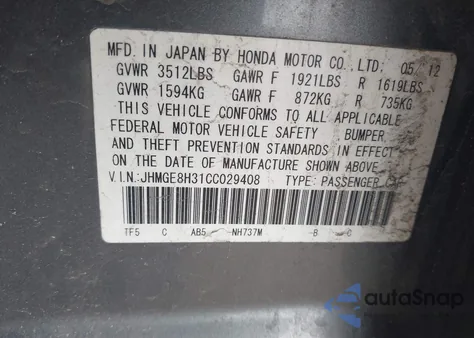 MFD. IN JAPAN BY HONDA MOTOR CO., LTD. 05/12
GVWR 3512LBS GAWR F 1921LBS R 1619LBS
GVWR 1594KG GAWR F 872KG R 735KG
THIS VEHICLE CONFORMS TO ALL APPLICABLE
FEDERAL MOTOR VEHICLE SAFETY BUMPER
AND THEFT PREVENTION STANDARDS IN EFFECT
ON THE DATE OF MANUFACTURE SHOWN ABOVE
V.I.N: JHMGE8H31CC029408 TYPE: PASSENGER
TF5 C AB5 NH737M -B C
autoSnap